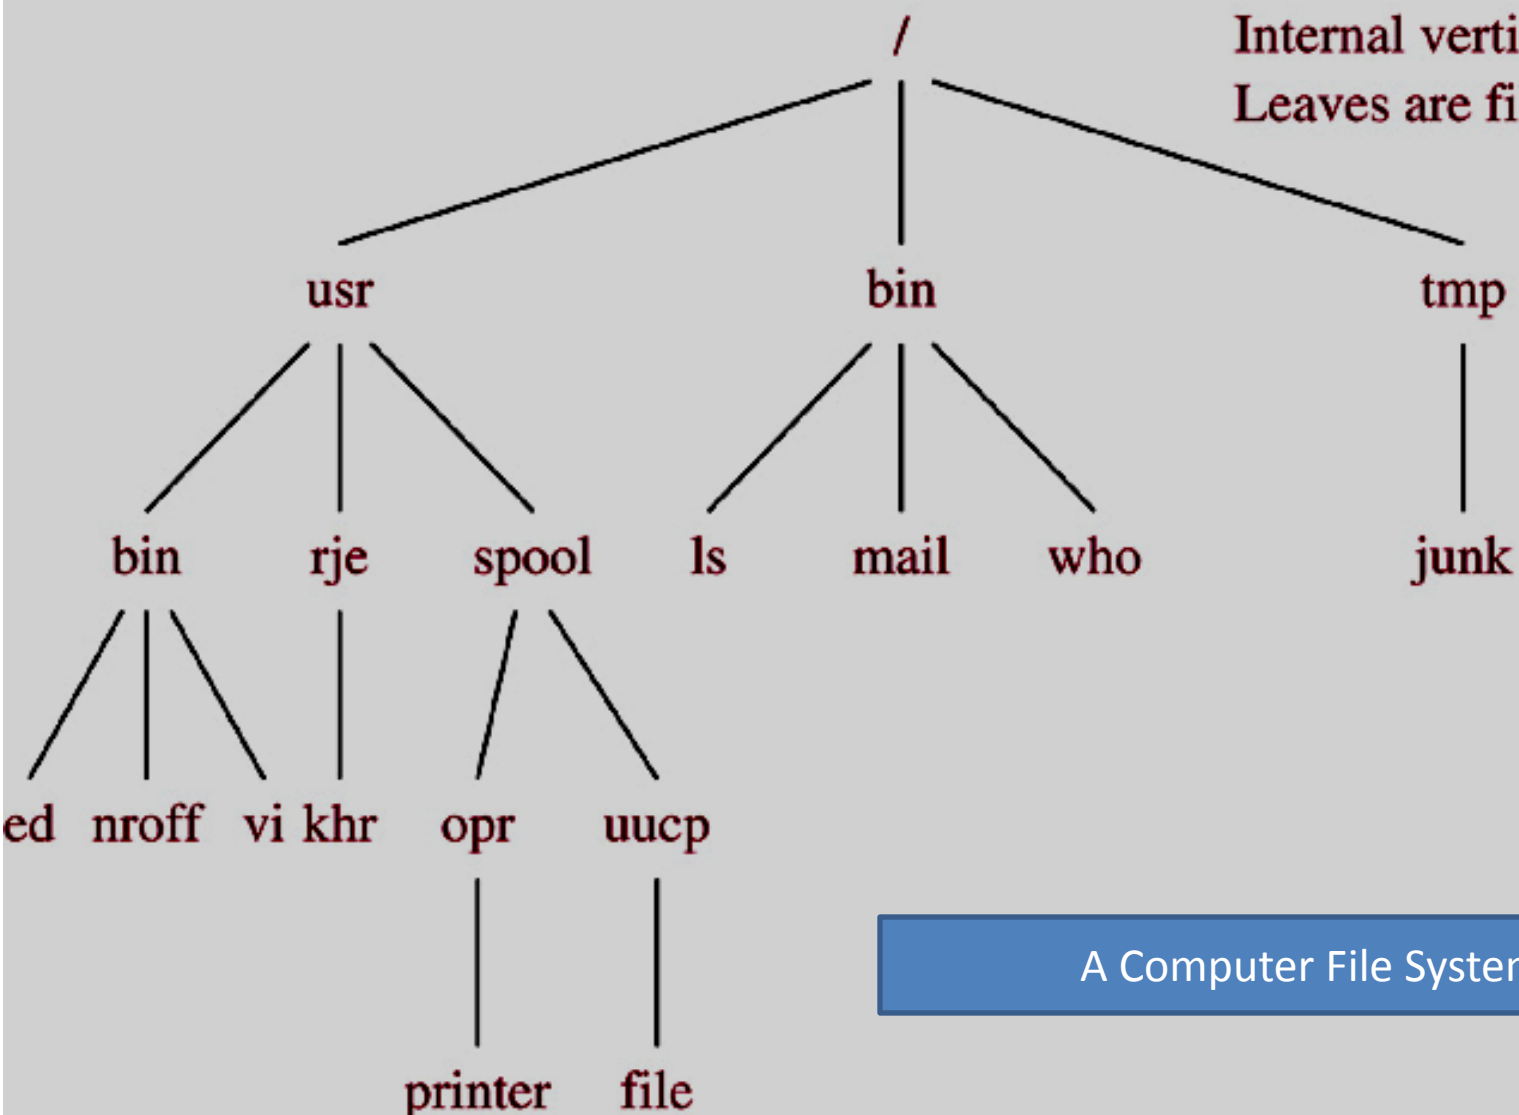 /
Internal verti
Leaves are fi
usr bin tmp
bin rje spool ls mail who junk
ed nroff vi khr opr uucp
A Computer File System
printer file